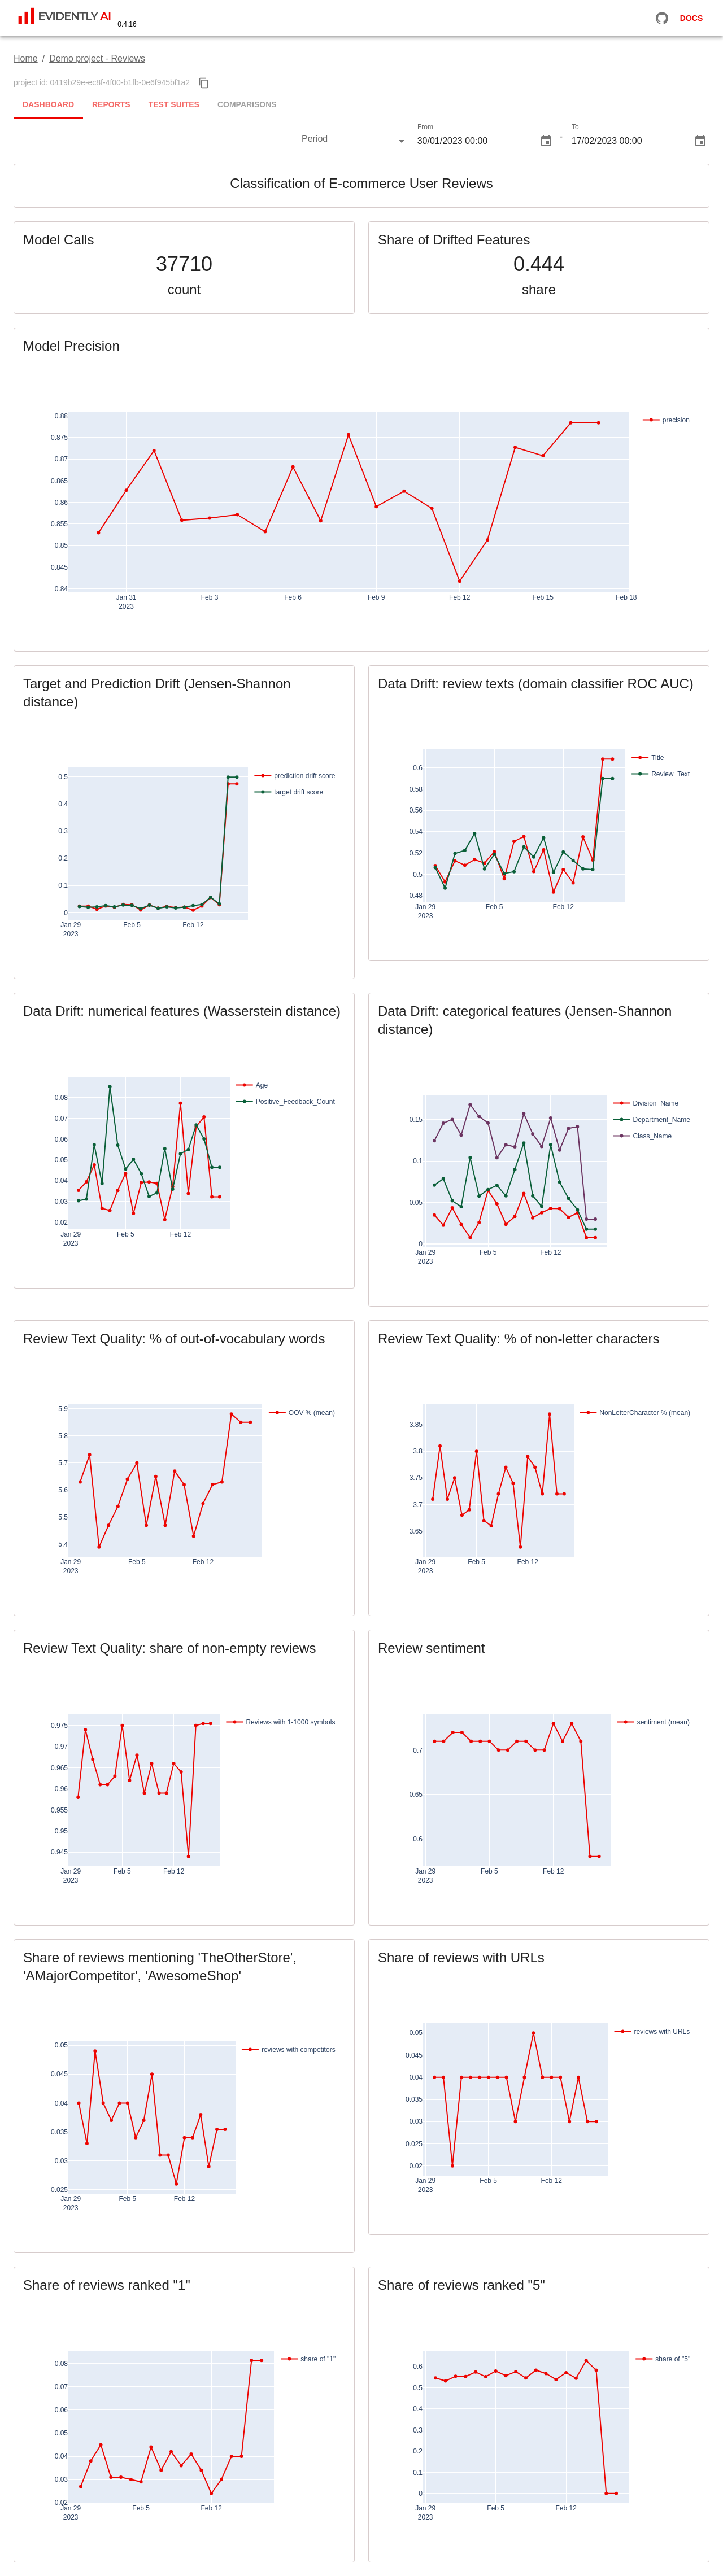 EVIDENTLY AI 0.4.16
DOCS
Home / Demo project - Reviews
project id: 0419b29e-ec8f-4f00-b1fb-0e6f945bf1a2
DASHBOARD REPORTS TEST SUITES COMPARISONS
Period
From
30/01/2023 00:00
-
To
17/02/2023 00:00
Classification of E-commerce User Reviews
Model Calls
37710
count
Share of Drifted Features
0.444
share
Model Precision
0.88
0.875
0.87
0.865
0.86
0.855
0.85
0.845
0.84
Jan 31
2023
Feb 3
Feb 6
Feb 9
Feb 12
Feb 15
Feb 18
precision
Target and Prediction Drift (Jensen-Shannon
distance)
0.5
0.4
0.3
0.2
0.1
0
Jan 29
2023
Feb 5
Feb 12
prediction drift score
target drift score
Data Drift: review texts (domain classifier ROC AUC)
0.6
0.58
0.56
0.54
0.52
0.5
0.48
Jan 29
2023
Feb 5
Feb 12
Title
Review_Text
Data Drift: numerical features (Wasserstein distance)
0.08
0.07
0.06
0.05
0.04
0.03
0.02
Jan 29
2023
Feb 5
Feb 12
Age
Positive_Feedback_Count
Data Drift: categorical features (Jensen-Shannon
distance)
0.15
0.1
0.05
0
Jan 29
2023
Feb 5
Feb 12
Division_Name
Department_Name
Class_Name
Review Text Quality: % of out-of-vocabulary words
5.9
5.8
5.7
5.6
5.5
5.4
Jan 29
2023
Feb 5
Feb 12
OOV % (mean)
Review Text Quality: % of non-letter characters
3.85
3.8
3.75
3.7
3.65
Jan 29
2023
Feb 5
Feb 12
NonLetterCharacter % (mean)
Review Text Quality: share of non-empty reviews
0.975
0.97
0.965
0.96
0.955
0.95
0.945
Jan 29
2023
Feb 5
Feb 12
Reviews with 1-1000 symbols
Review sentiment
0.7
0.65
0.6
Jan 29
2023
Feb 5
Feb 12
sentiment (mean)
Share of reviews mentioning 'TheOtherStore',
'AMajorCompetitor', 'AwesomeShop'
0.05
0.045
0.04
0.035
0.03
0.025
Jan 29
2023
Feb 5
Feb 12
reviews with competitors
Share of reviews with URLs
0.05
0.045
0.04
0.035
0.03
0.025
0.02
Jan 29
2023
Feb 5
Feb 12
reviews with URLs
Share of reviews ranked "1"
0.08
0.07
0.06
0.05
0.04
0.03
0.02
Jan 29
2023
Feb 5
Feb 12
share of "1"
Share of reviews ranked "5"
0.6
0.5
0.4
0.3
0.2
0.1
0
Jan 29
2023
Feb 5
Feb 12
share of "5"